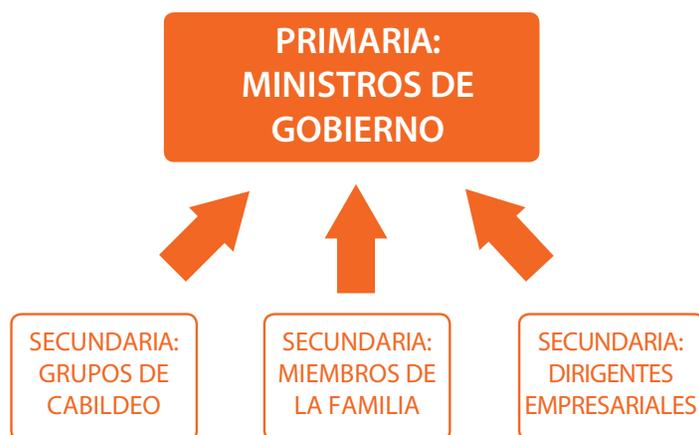 PRIMARIA:
MINISTROS DE
GOBIERNO
SECUNDARIA:
GRUPOS DE
CABILDEO
SECUNDARIA:
MIEMBROS DE
LA FAMILIA
SECUNDARIA:
DIRIGENTES
EMPRESARIALES